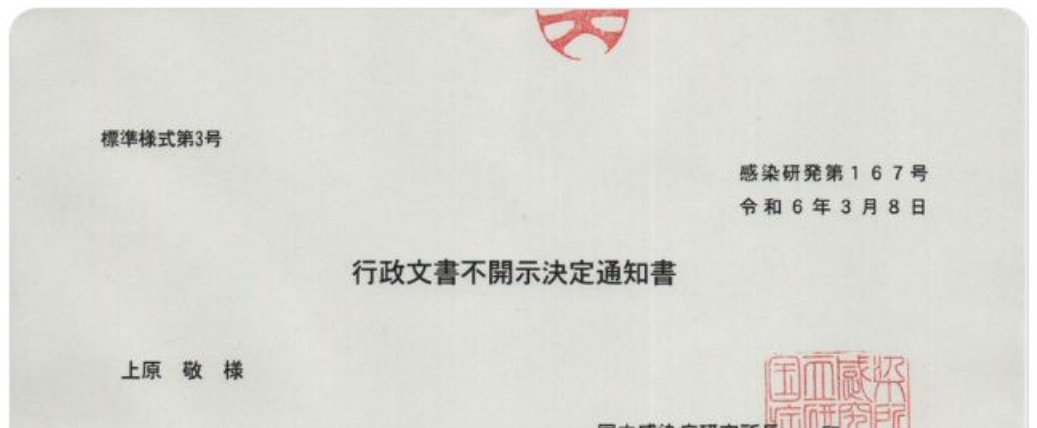 標準様式第3号
感染研発第167号
令和6年3月8日
行政文書不開示決定通知書
上原 敬 様